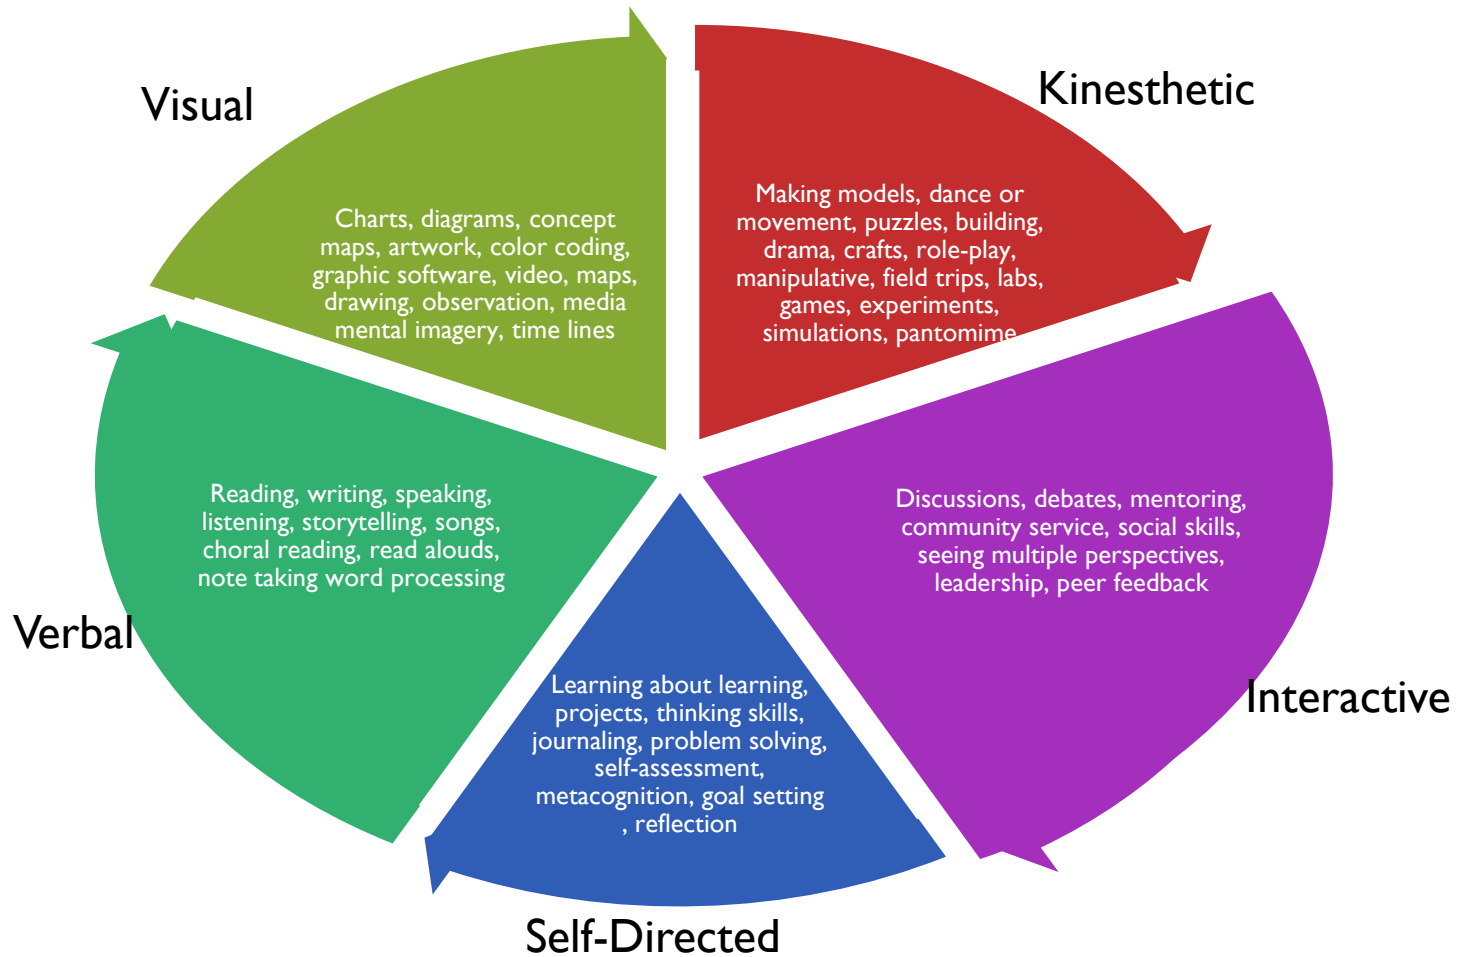 Visual
Charts, diagrams, concept
maps, artwork, color coding,
graphic software, video, maps,
drawing, observation, media
mental imagery, time lines
Kinesthetic
Making models, dance or
movement, puzzles, building,
drama, crafts, role-play,
manipulative, field trips, labs,
games, experiments,
simulations, pantomime
Verbal
Reading, writing, speaking,
listening, storytelling, songs,
choral reading, read alouds,
note taking word processing
Interactive
Discussions, debates, mentoring,
community service, social skills,
seeing multiple perspectives,
leadership, peer feedback
Learning about learning,
projects, thinking skills,
journaling, problem solving,
self-assessment,
metacognition, goal setting
, reflection
Self-Directed